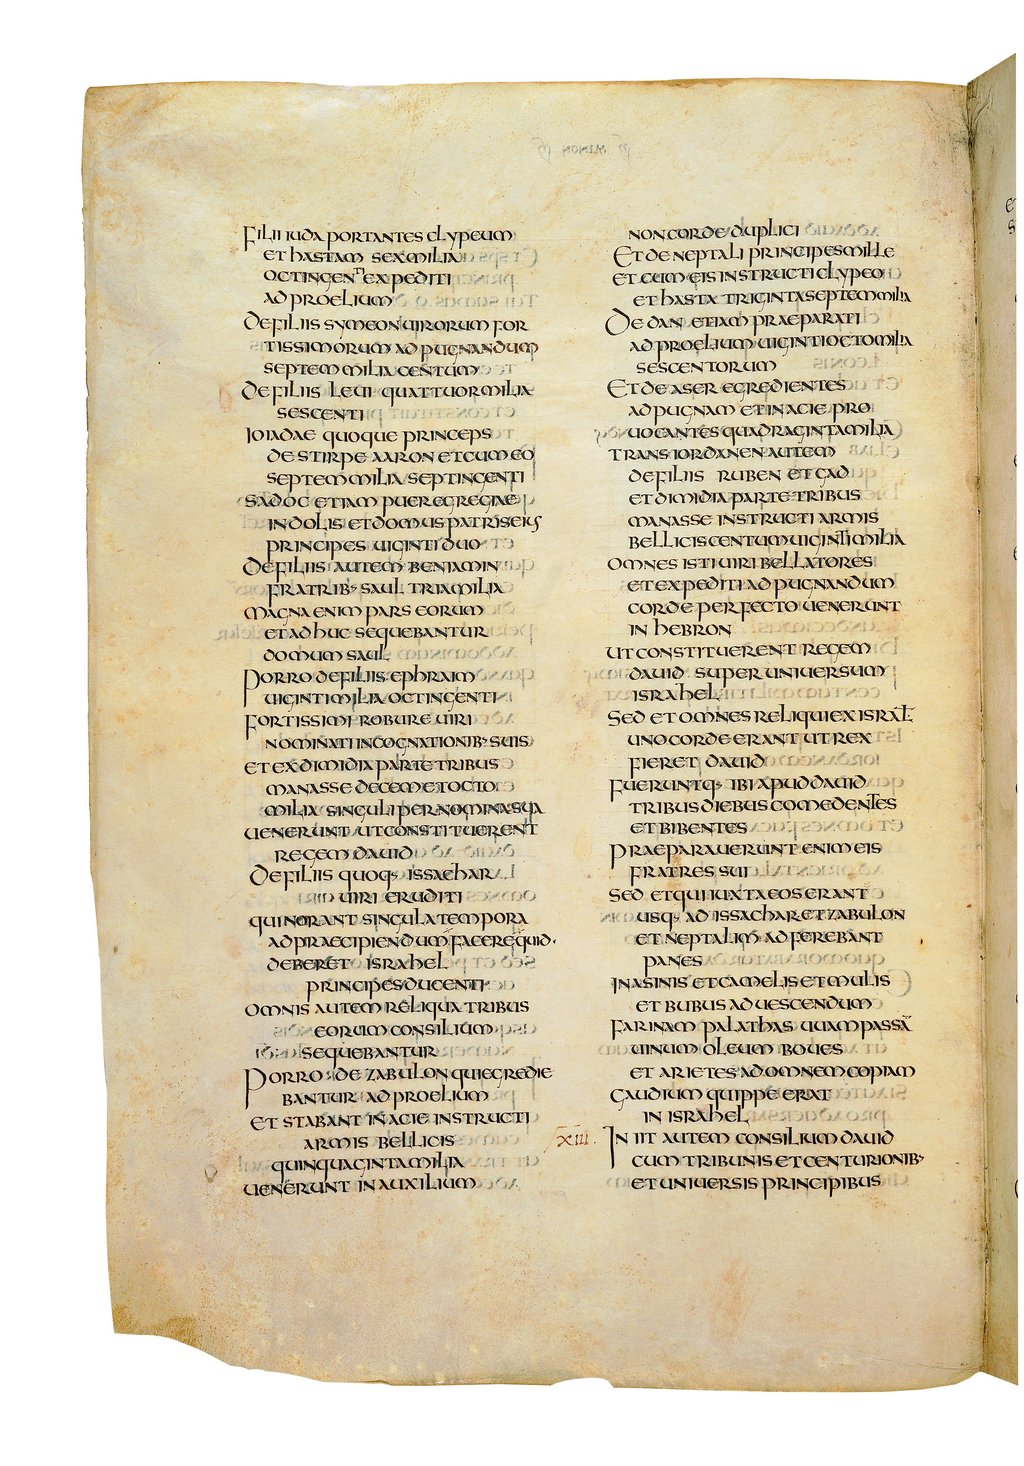 FILII IUDA PORTANTES CLYPEUM
ET HASTAM SEX MILIA
OCTINGENTI EXPEDITI
AD PROELIUM
DE FILIIS SYMEON UIRORUM FOR
TISSIMORUM AD PUGNANDUM
SEPTEM MILIA CENTUM
DE FILIIS LEUI QUATTUOR MILIA
SESCENTI
IOIADAE QUOQUE PRINCEPS
DE STIRPE AARON ET CUM EO
SEPTEM MILIA SEPTINGENTI
SADOC ETIAM PUER EGREGIAE
INDOLIS ET DOMUS PATRIS EIUS
PRINCIPES UIGINTI DUO
DE FILIIS AUTEM BENIAMIN
FRATRIB· SAUL TRIA MILIA
MAGNA ENIM PARS EORUM
ET AD HUC SEQUEBANTUR
DOMUM SAUL
PORRO DE FILIIS EPHRAIM
UIGINTI MILIA OCTINGENTI
FORTISSIMI ROBURE UIRI
NOMINATI IN COGNATIONIB· SUIS
ET EX DIMIDIA PARTE TRIBUS
MANASSE DECEM ET OCTO
MILIA SINGULI PER NOMINA SUA
UENERUNT UT CONSTITUERENT
REGEM DAUID
DE FILIIS QUOQ· ISSACHAR
UIRI ERUDITI
QUI NORANT SINGULA TEMPORA
AD PRAECIPIENDUM FACERE QUID·
DEBERET ISRAHEL
PRINCIPES DUCENTI
OMNIS AUTEM RELIQUA TRIBUS
EORUM CONSILIUM
SEQUEBANTUR
PORRO DE ZABULON QUI EGREDIE
BANTUR AD PROELIUM
ET STABANT IN ACIE INSTRUCTI
ARMIS BELLICIS
QUINQUAGINTA MILIA
UENERUNT IN AUXILIUM
NON CORDE DUPLICI
ET DE NEPTALI PRINCIPES MILLE
ET CUM EIS INSTRUCTI CLYPEO
ET HASTA TRIGINTA SEPTEM MILIA
DE DAN ETIAM PRAEPARATI
AD PROELIUM UIGINTI OCTO MILIA
SESCENTORUM
ET DE ASER EGREDIENTES
AD PUGNAM ET IN ACIE PRO
UOCANTES QUADRAGINTA MILIA
TRANS IORDANEN AUTEM
DE FILIIS RUBEN ET GAD
ET DIMIDIA PARTE TRIBUS
MANASSE INSTRUCTI ARMIS
BELLICIS CENTUM UIGINTI MILIA
OMNES ISTI UIRI BELLATORES
ET EXPEDITI AD PUGNANDUM
CORDE PERFECTO UENERUNT
IN HEBRON
UT CONSTITUERENT REGEM
DAUID SUPER UNIUERSUM
ISRAHEL
SED ET OMNES RELIQUI EX ISRĀL
UNO CORDE ERANT UT REX
FIERET DAUID
FUERUNTQ· IBI APUD DAUID
TRIBUS DIEBUS COMEDENTES
ET BIBENTES
PRAEPARAUERUNT ENIM EIS
FRATRES SUI
SED ET QUI IUXTA EOS ERANT
USQ· AD ISSACHAR ET ZABULON
ET NEPTALIM ADFEREBANT
PANES
IN ASINIS ET CAMELIS ET MULIS
ET BUBUS AD UESCENDUM
FARINAM PALATHAS UUAM PASSĀ
UINUM OLEUM BOUES
ET ARIETES AD OMNEM COPIAM
GAUDIUM QUIPPE ERAT
IN ISRAHEL
XIII. INIIT AUTEM CONSILIUM DAUID
CUM TRIBUNIS ET CENTURIONIB·
ET UNIUERSIS PRINCIPIBUS